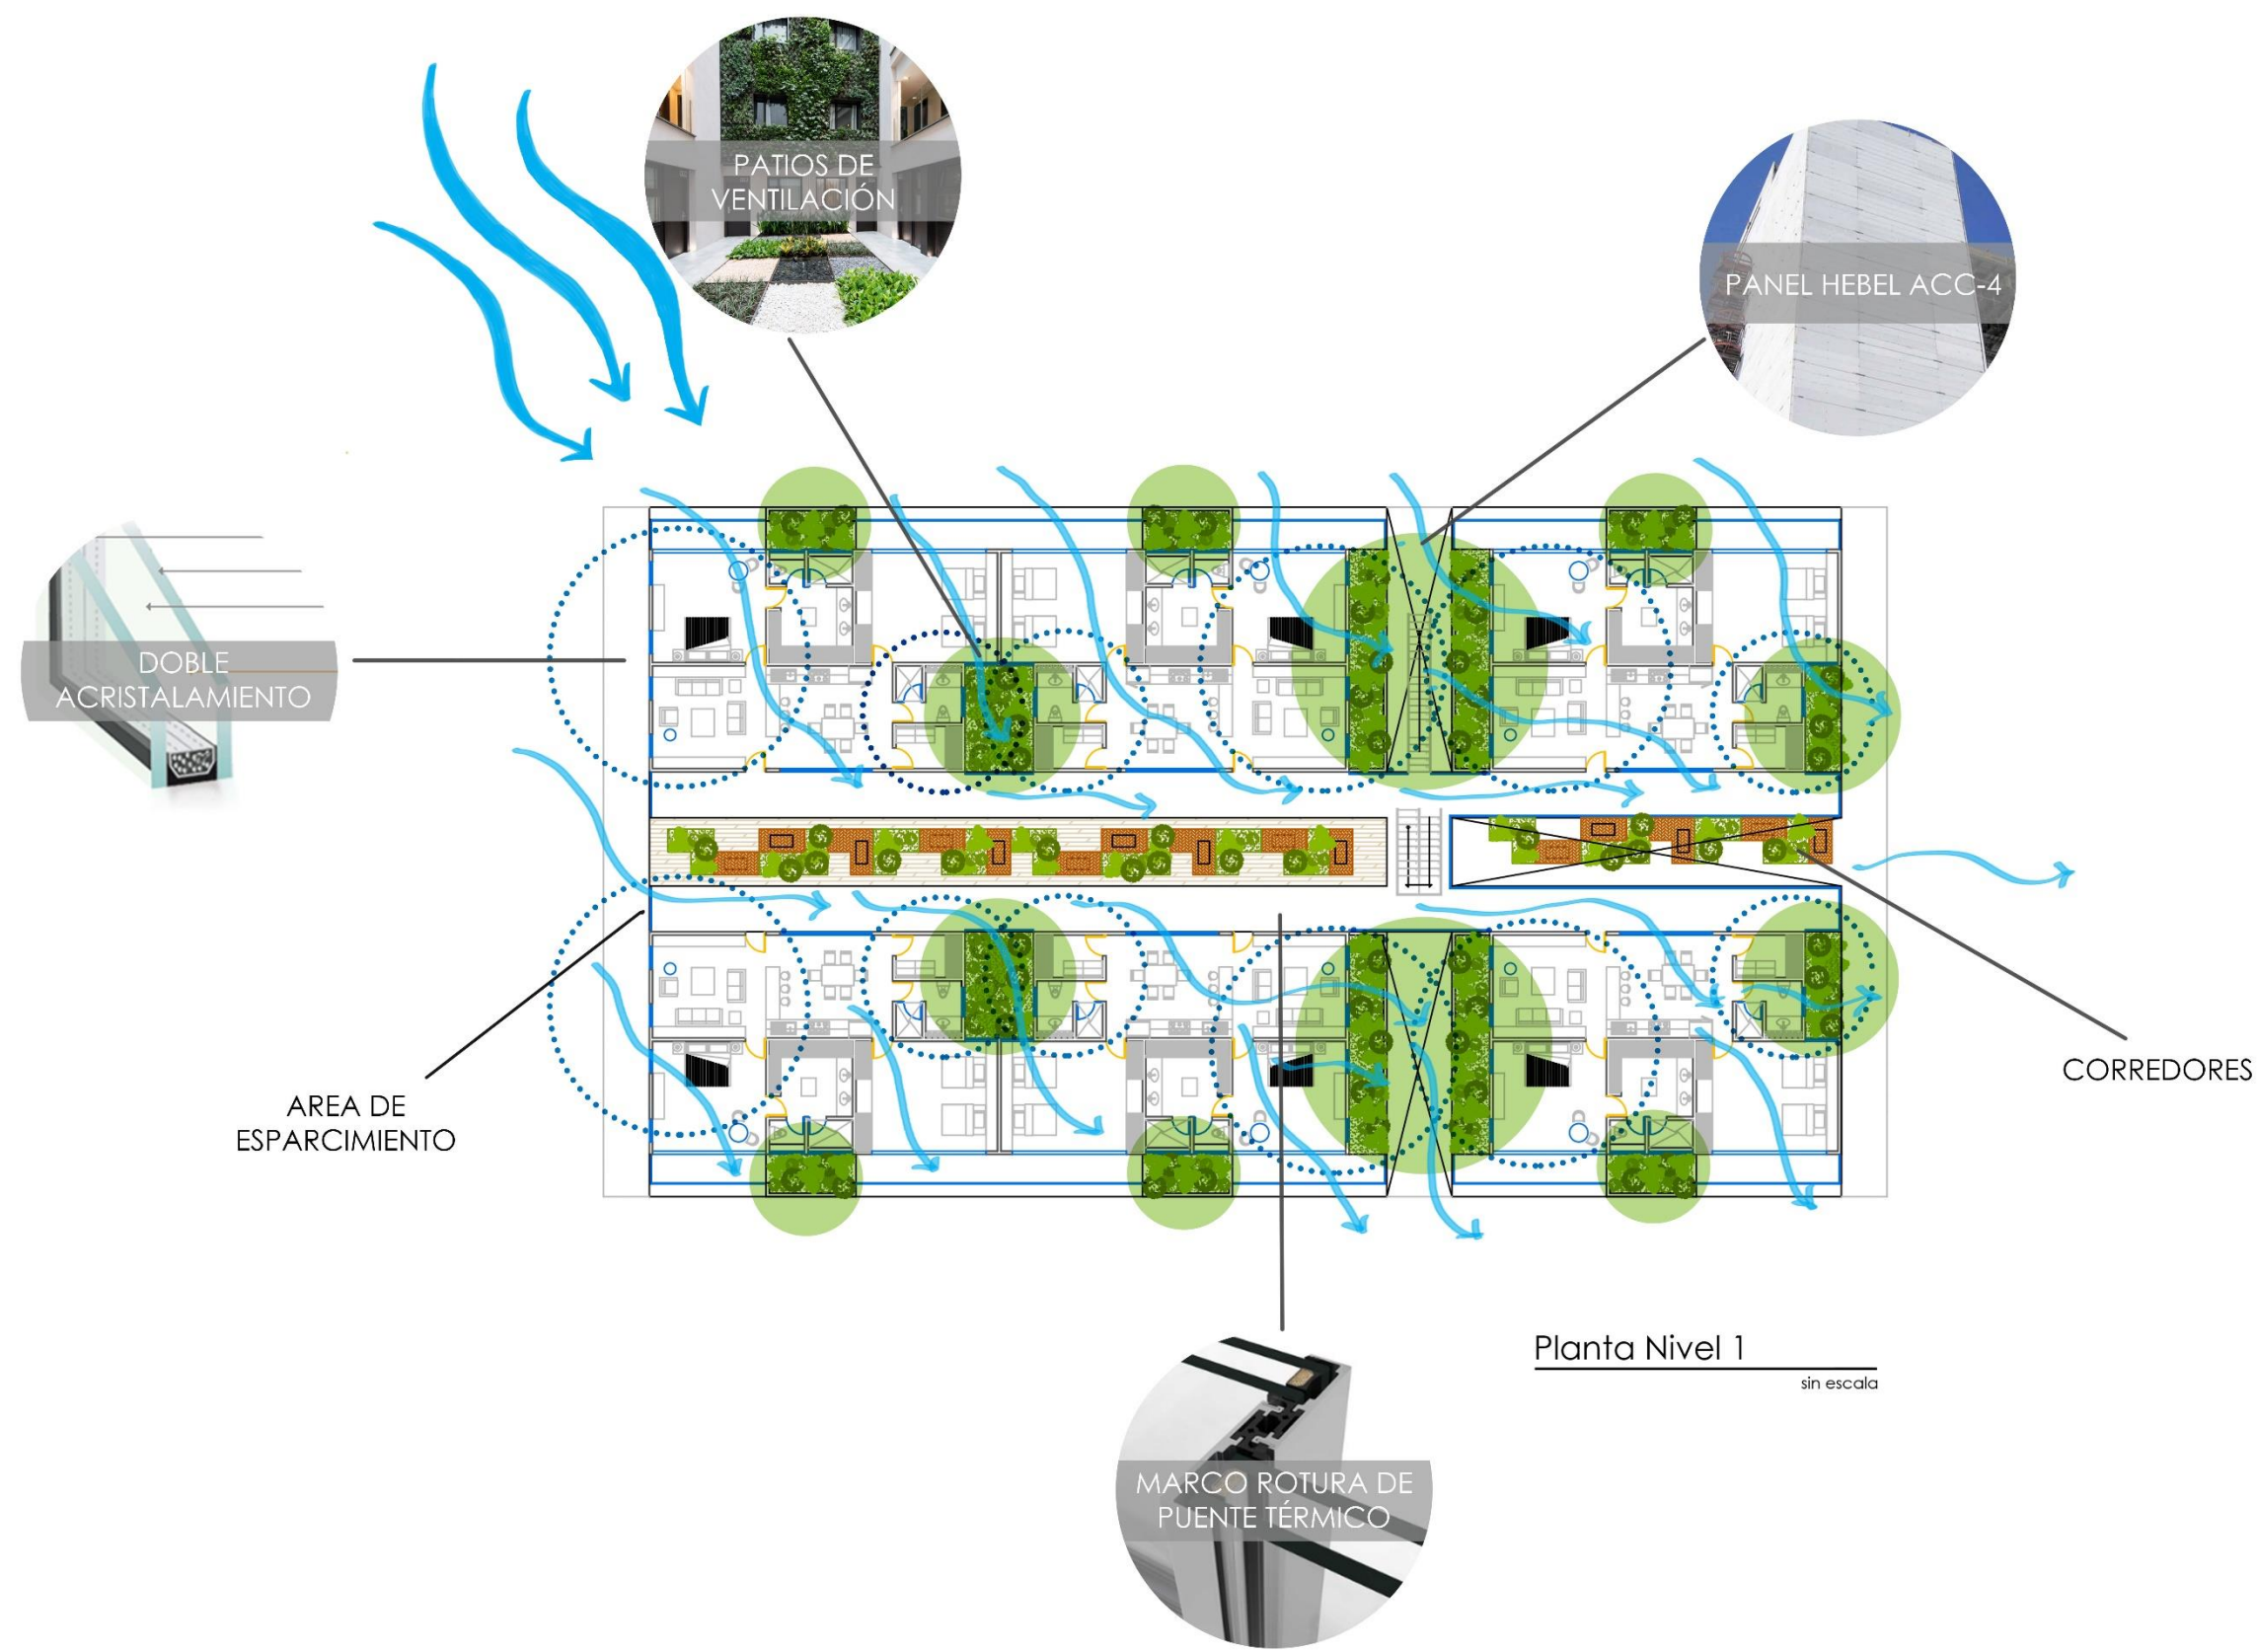 PATIOS DE
VENTILACIÓN
PANEL HEBEL ACC-4
DOBLE
ACRISTALAMIENTO
AREA DE
ESPARCIMIENTO
CORREDORES
Planta Nivel 1
sin escala
MARCO ROTURA DE
PUENTE TÉRMICO